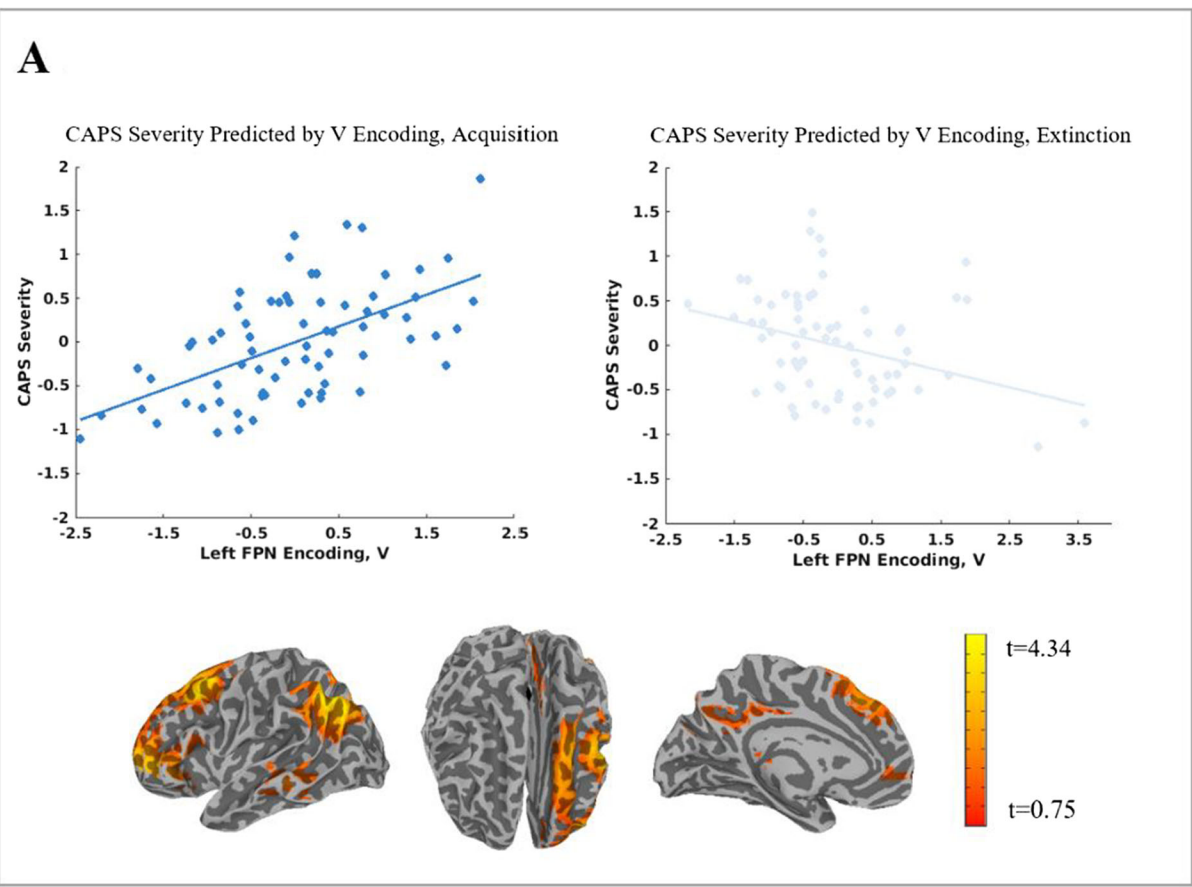 A
CAPS Severity Predicted by V Encoding, Acquisition
2
1.5
1
0.5
0
-0.5
-1
-1.5
-2
CAPS Severity
-2.5 -1.5 -0.5 0.5 1.5 2.5
Left FPN Encoding, V
CAPS Severity Predicted by V Encoding, Extinction
2
1.5
1
0.5
0
-0.5
-1
-1.5
-2
CAPS Severity
-2.5 -1.5 -0.5 0.5 1.5 2.5 3.5
Left FPN Encoding, V
t=4.34
t=0.75